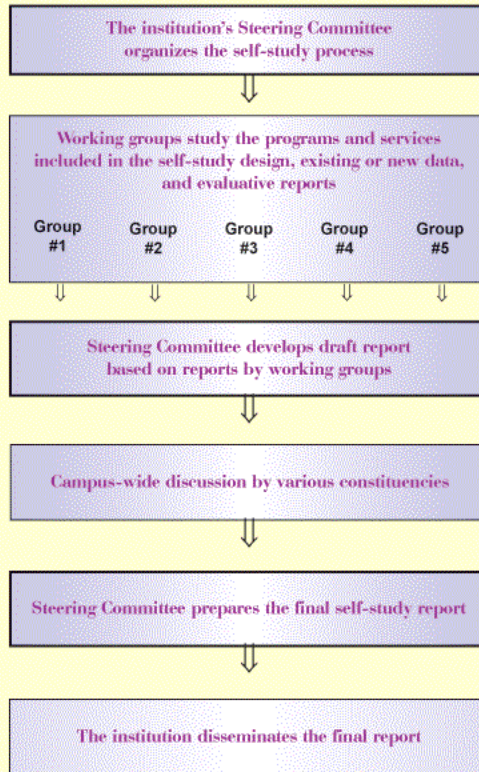 The institution's Steering Committee
organizes the self-study process
Working groups study the programs and services
included in the self-study design, existing or new data,
and evaluative reports
Group Group Group Group Group
#1 #2 #3 #4 #5
Steering Committee develops draft report
based on reports by working groups
Campus-wide discussion by various constituencies
Steering Committee prepares the final self-study report
The institution disseminates the final report